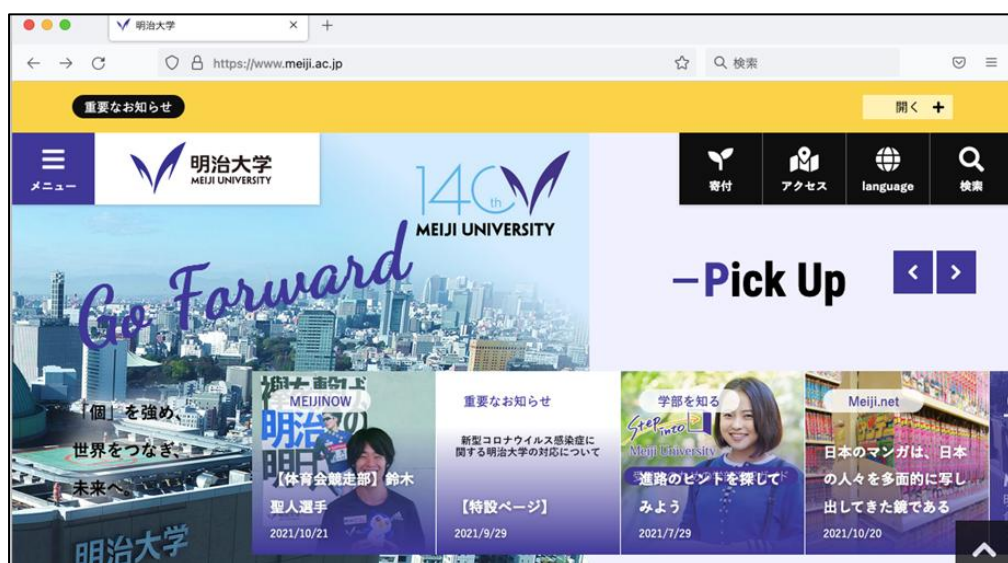 明治大学
https://www.meiji.ac.jp
検索
重要なお知らせ
開く
メニュー
明治大学
MEIJI UNIVERSITY
140th
MEIJI UNIVERSITY
寄付
アクセス
language
検索
Go Forward
Pick Up
「個」を強め、
世界をつなぎ、
未来へ。
明治大学
MEIJINOW
明治の
【体育会競走部】鈴木
聖人選手
2021/10/21
重要なお知らせ
新型コロナウイルス感染症に
関する明治大学の対応について
【特設ページ】
2021/9/29
学部を知る
Step into
Meiji University
進路のヒントを探して
みよう
2021/7/29
Meiji.net
日本のマンガは、日本
の人々を多面的に写し
出してきた鏡である
2021/10/20